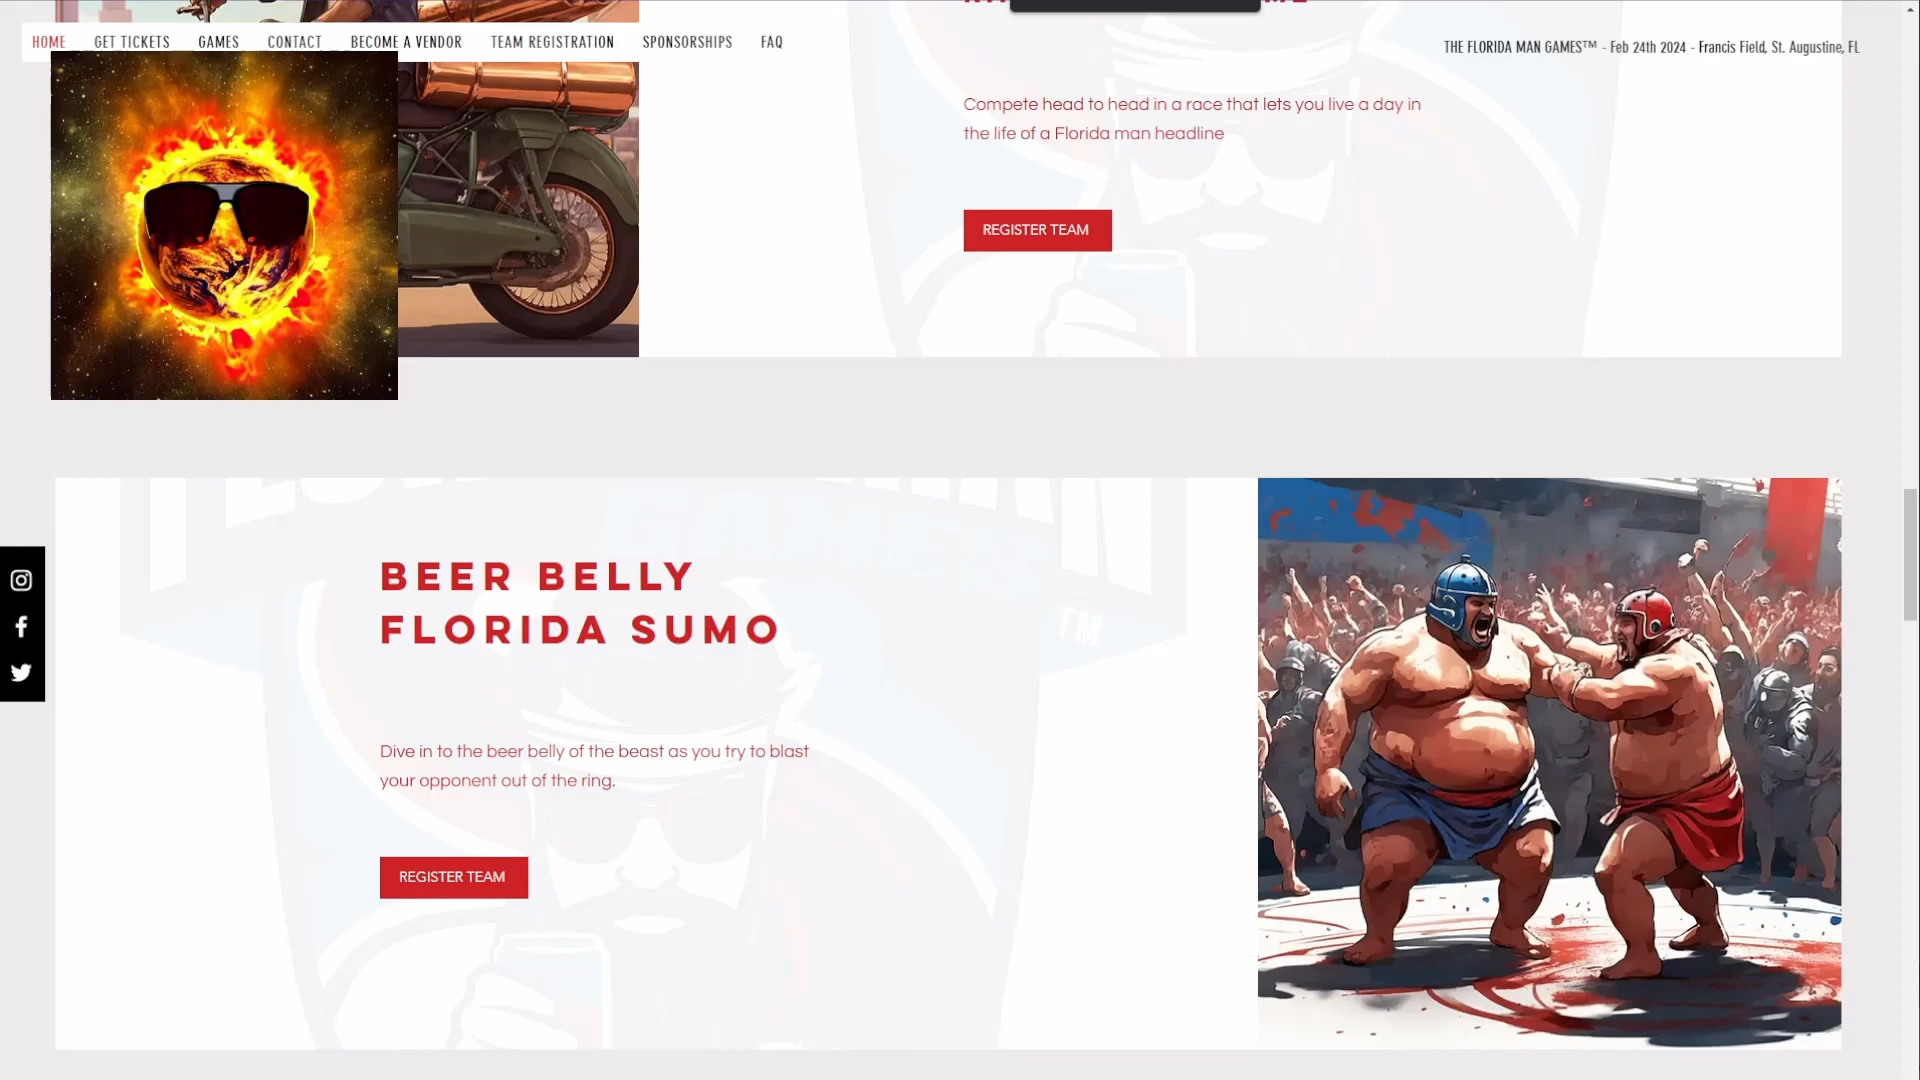 HOME GET TICKETS GAMES CONTACT BECOME A VENDOR TEAM REGISTRATION SPONSORSHIPS FAQ
THE FLORIDA MAN GAMES™ - Feb 24th 2024 - Francis Field, St. Augustine, FL
Compete head to head in a race that lets you live a day in
the life of a Florida man headline
REGISTER TEAM
BEER BELLY
FLORIDA SUMO
TM
Dive in to the beer belly of the beast as you try to blast
your opponent out of the ring.
REGISTER TEAM